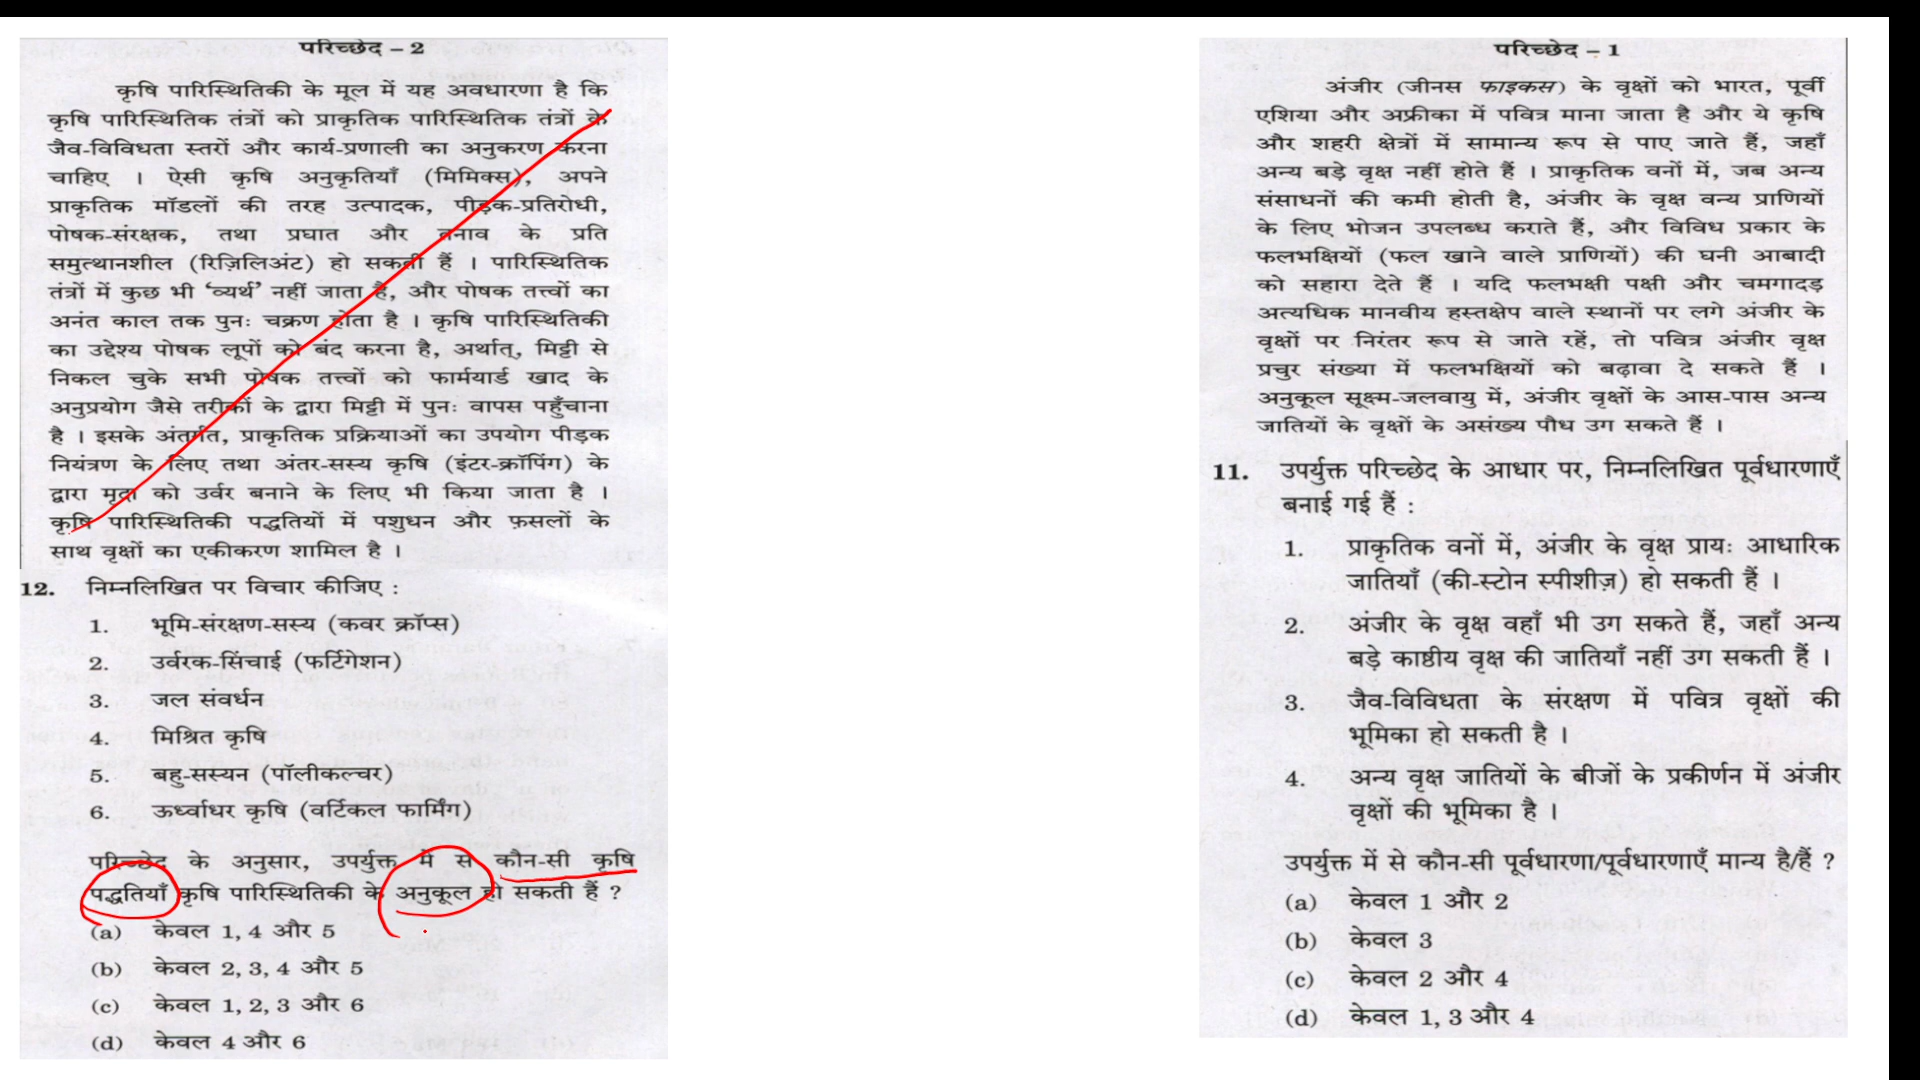 परिच्छेद – 2
कृषि पारिस्थितिकी के मूल में यह अवधारणा है कि
कृषि पारिस्थितिक तंत्रों को प्राकृतिक पारिस्थितिक तंत्रों के
जैव-विविधता स्तरों और कार्य-प्रणाली का अनुकरण करना
चाहिए । ऐसी कृषि अनुकृतियाँ (मिमिक्स), अपने
प्राकृतिक मॉडलों की तरह उत्पादक, पीड़क-प्रतिरोधी,
पोषक-संरक्षक, तथा प्रघात और तनाव के प्रति
समुत्थानशील (रिज़िलिअंट) हो सकती हैं । पारिस्थितिक
तंत्रों में कुछ भी ‘व्यर्थ’ नहीं जाता है, और पोषक तत्त्वों का
अनंत काल तक पुनः चक्रण होता है । कृषि पारिस्थितिकी
का उद्देश्य पोषक लूपों को बंद करना है, अर्थात्, मिट्टी से
निकल चुके सभी पोषक तत्त्वों को फार्मयार्ड खाद के
अनुप्रयोग जैसे तरीकों के द्वारा मिट्टी में पुनः वापस पहुँचाना
है । इसके अंतर्गत, प्राकृतिक प्रक्रियाओं का उपयोग पीड़क
नियंत्रण के लिए तथा अंतर-सस्य कृषि (इंटर-क्रॉपिंग) के
द्वारा मृदा को उर्वर बनाने के लिए भी किया जाता है ।
कृषि पारिस्थितिकी पद्धतियों में पशुधन और फ़सलों के
साथ वृक्षों का एकीकरण शामिल है ।
12. निम्नलिखित पर विचार कीजिए :
1. भूमि-संरक्षण-सस्य (कवर क्रॉप्स)
2. उर्वरक-सिंचाई (फर्टिगेशन)
3. जल संवर्धन
4. मिश्रित कृषि
5. बहु-सस्यन (पॉलीकल्चर)
6. ऊर्ध्वाधर कृषि (वर्टिकल फार्मिंग)
परिच्छेद के अनुसार, उपर्युक्त में से कौन-सी कृषि
पद्धतियाँ कृषि पारिस्थितिकी के अनुकूल हो सकती हैं ?
(a) केवल 1, 4 और 5
(b) केवल 2, 3, 4 और 5
(c) केवल 1, 2, 3 और 6
(d) केवल 4 और 6
परिच्छेद – 1
अंजीर (जीनस फाइकस) के वृक्षों को भारत, पूर्वी
एशिया और अफ्रीका में पवित्र माना जाता है और ये कृषि
और शहरी क्षेत्रों में सामान्य रूप से पाए जाते हैं, जहाँ
अन्य बड़े वृक्ष नहीं होते हैं । प्राकृतिक वनों में, जब अन्य
संसाधनों की कमी होती है, अंजीर के वृक्ष वन्य प्राणियों
के लिए भोजन उपलब्ध कराते हैं, और विविध प्रकार के
फलभक्षियों (फल खाने वाले प्राणियों) की घनी आबादी
को सहारा देते हैं । यदि फलभक्षी पक्षी और चमगादड़
अत्यधिक मानवीय हस्तक्षेप वाले स्थानों पर लगे अंजीर के
वृक्षों पर निरंतर रूप से जाते रहें, तो पवित्र अंजीर वृक्ष
प्रचुर संख्या में फलभक्षियों को बढ़ावा दे सकते हैं ।
अनुकूल सूक्ष्म-जलवायु में, अंजीर वृक्षों के आस-पास अन्य
जातियों के वृक्षों के असंख्य पौध उग सकते हैं ।
11. उपर्युक्त परिच्छेद के आधार पर, निम्नलिखित पूर्वधारणाएँ
बनाई गई हैं :
1. प्राकृतिक वनों में, अंजीर के वृक्ष प्रायः आधारिक
जातियाँ (की-स्टोन स्पीशीज़) हो सकती हैं ।
2. अंजीर के वृक्ष वहाँ भी उग सकते हैं, जहाँ अन्य
बड़े काष्ठीय वृक्ष की जातियाँ नहीं उग सकती हैं ।
3. जैव-विविधता के संरक्षण में पवित्र वृक्षों की
भूमिका हो सकती है ।
4. अन्य वृक्ष जातियों के बीजों के प्रकीर्णन में अंजीर
वृक्षों की भूमिका है ।
उपर्युक्त में से कौन-सी पूर्वधारणा/पूर्वधारणाएँ मान्य है/हैं ?
(a) केवल 1 और 2
(b) केवल 3
(c) केवल 2 और 4
(d) केवल 1, 3 और 4